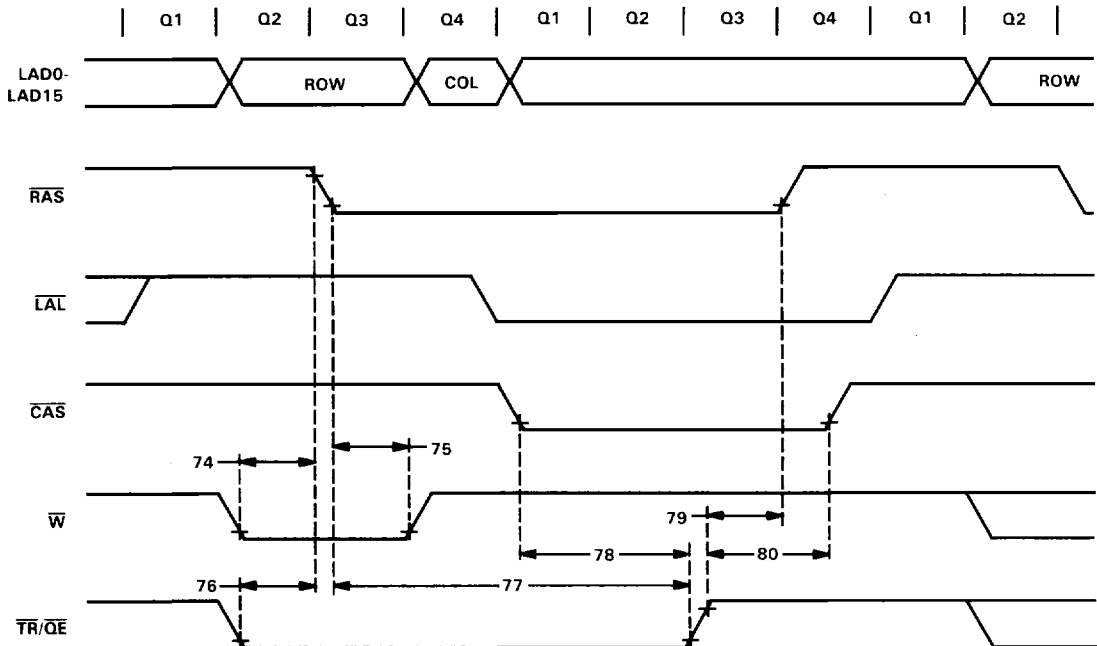 Q1 Q2 Q3 Q4 Q1 Q2 Q3 Q4 Q1 Q2
LAD0-
LAD15
ROW
COL
ROW
RAS
LAL
CAS
75
74
W
79
78
80
76
77
TR/QE